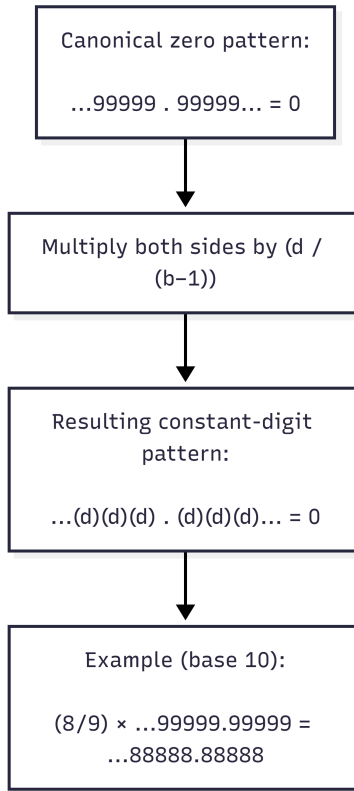 Canonical zero pattern:
...99999 . 99999... = 0
Multiply both sides by (d /
(b−1))
Resulting constant-digit
pattern:
...(d)(d)(d) . (d)(d)(d)... = 0
Example (base 10):
(8/9) × ...99999.99999 =
...88888.88888